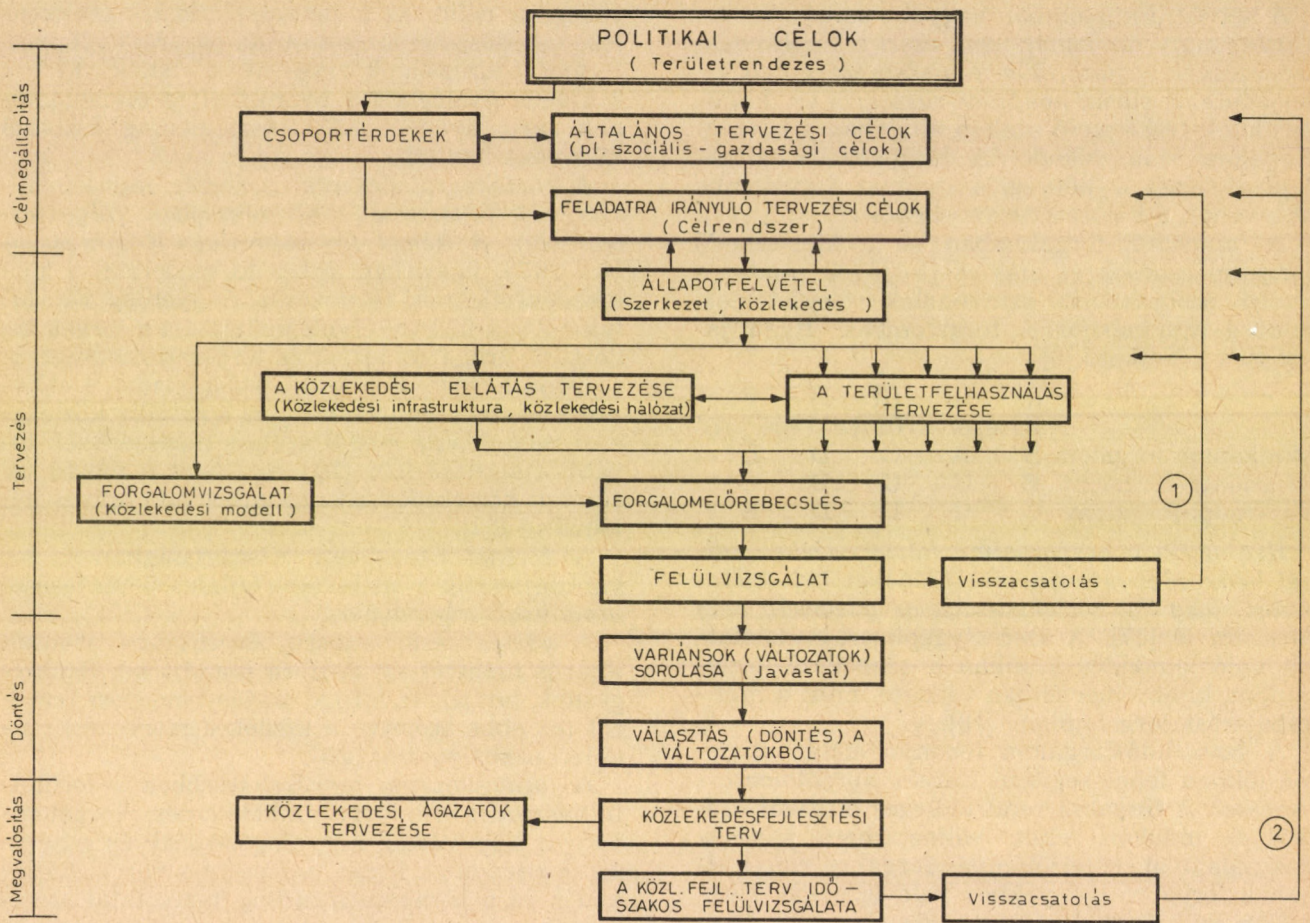 POLITIKAI CÉLOK
( Területrendezés )
Célmegállapítás
CSOPORTÉRDEKEK
ÁLTALÁNOS TERVEZÉSI CÉLOK
(pl. szociális - gazdasági célok)
FELADATRA IRÁNYULÓ TERVEZÉSI CÉLOK
( Célrendszer )
Tervezés
ÁLLAPOTFELVÉTEL
(Szerkezet , közlekedés )
A KÖZLEKEDÉSI ELLÁTÁS TERVEZÉSE
(Közlekedési infrastruktura , közlekedési hálózat)
A TERÜLETFELHASZNÁLÁS
TERVEZÉSE
FORGALOMVIZSGÁLAT
( Közlekedési modell )
FORGALOMELŐREBECSLÉS
1
FELÜLVIZSGÁLAT
Visszacsatolás
Döntés
VARIÁNSOK ( VÁLTOZATOK)
SOROLÁSA (Javaslat)
VÁLASZTÁS (DÖNTÉS) A
VÁLTOZATOKBÓL
Megvalósítás
KÖZLEKEDÉSI ÁGAZATOK
TERVEZÉSE
KÖZLEKEDÉSFEJLESZTÉSI
TERV
2
A KÖZL. FEJL. TERV IDŐ –
SZAKOS FELÜLVIZSGÁLATA
Visszacsatolás